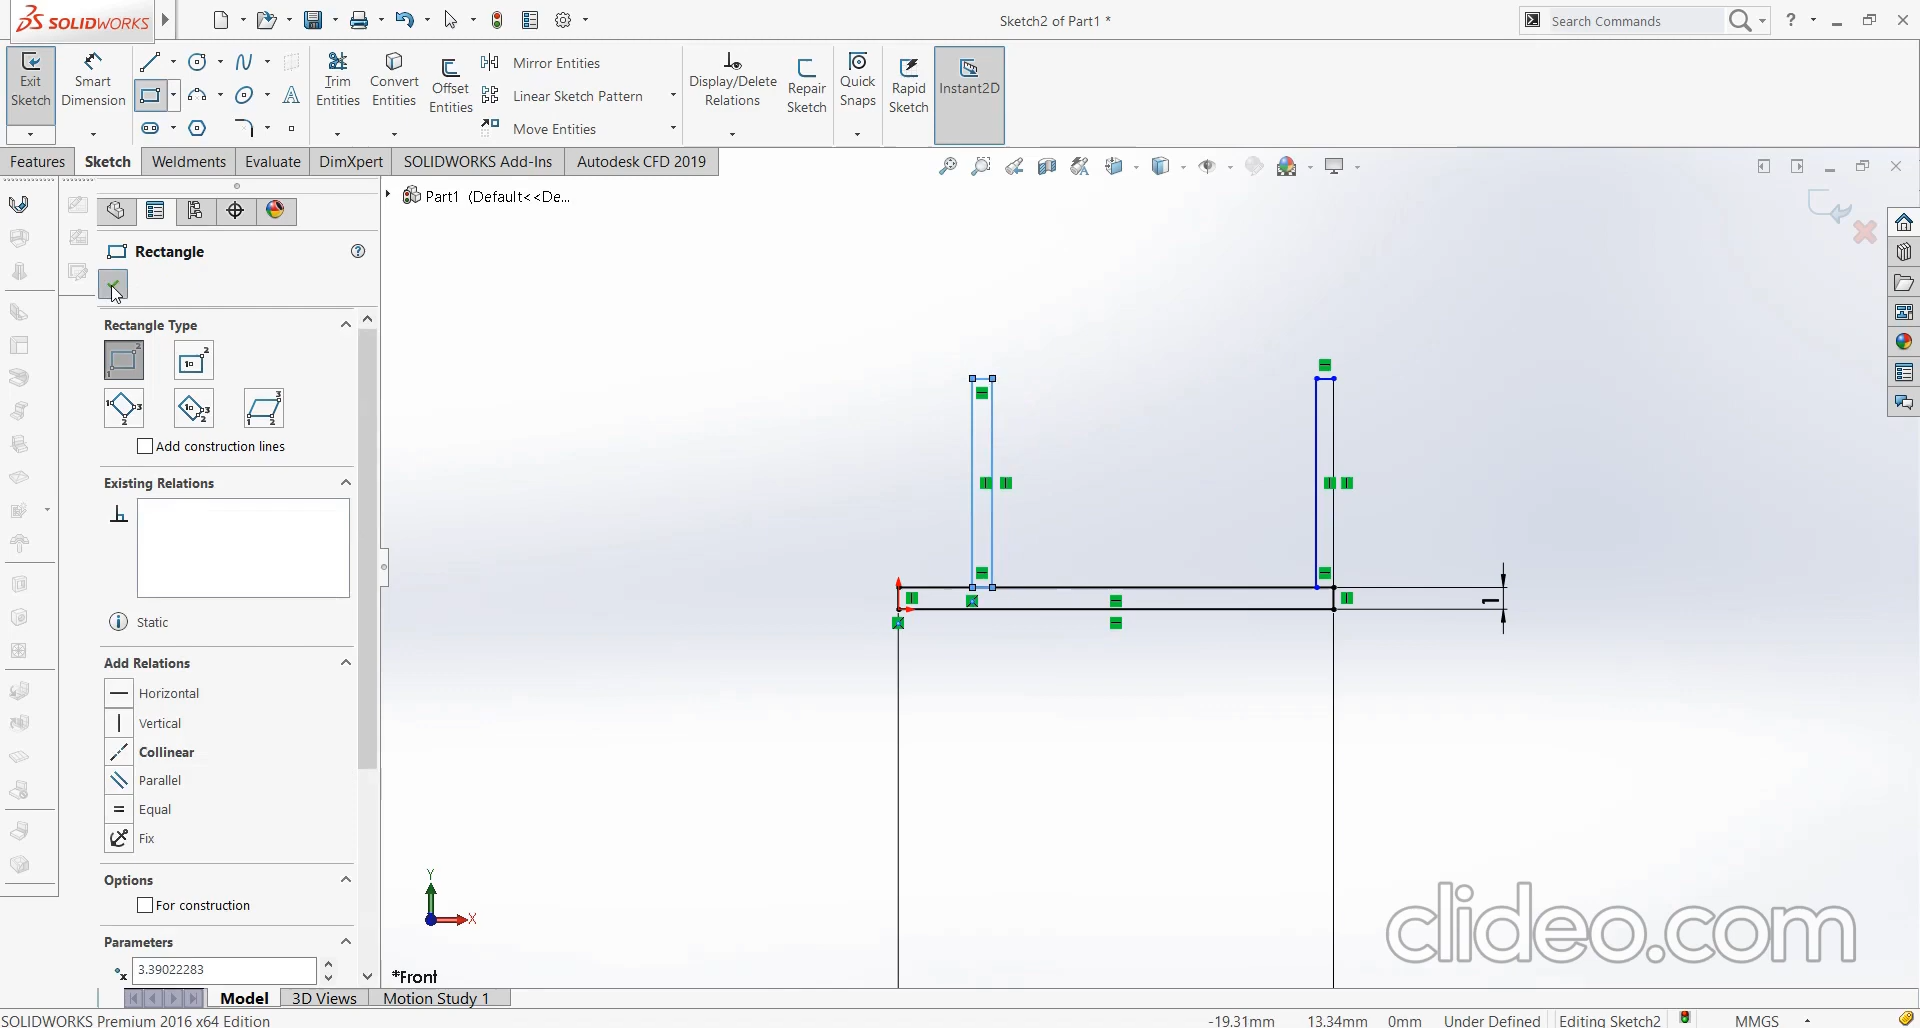 SOLIDWORKS
Sketch2 of Part1 *
Search Commands
?
Exit Sketch
Smart Dimension
Trim Entities
Convert Entities
Offset Entities
Mirror Entities
Linear Sketch Pattern
Move Entities
Display/Delete Relations
Repair Sketch
Quick Snaps
Rapid Sketch
Instant2D
Features
Sketch
Weldments
Evaluate
DimXpert
SOLIDWORKS Add-Ins
Autodesk CFD 2019
Part1 (Default<<De...
Rectangle
?
Rectangle Type
Add construction lines
Existing Relations
Static
Add Relations
Horizontal
Vertical
Collinear
Parallel
Equal
Fix
Options
For construction
Parameters
3.39022283
1
Y
X
*Front
clideo.com
Model
3D Views
Motion Study 1
SOLIDWORKS Premium 2016 x64 Edition
-19.31mm
13.34mm
0mm
Under Defined
Editing Sketch2
MMGS